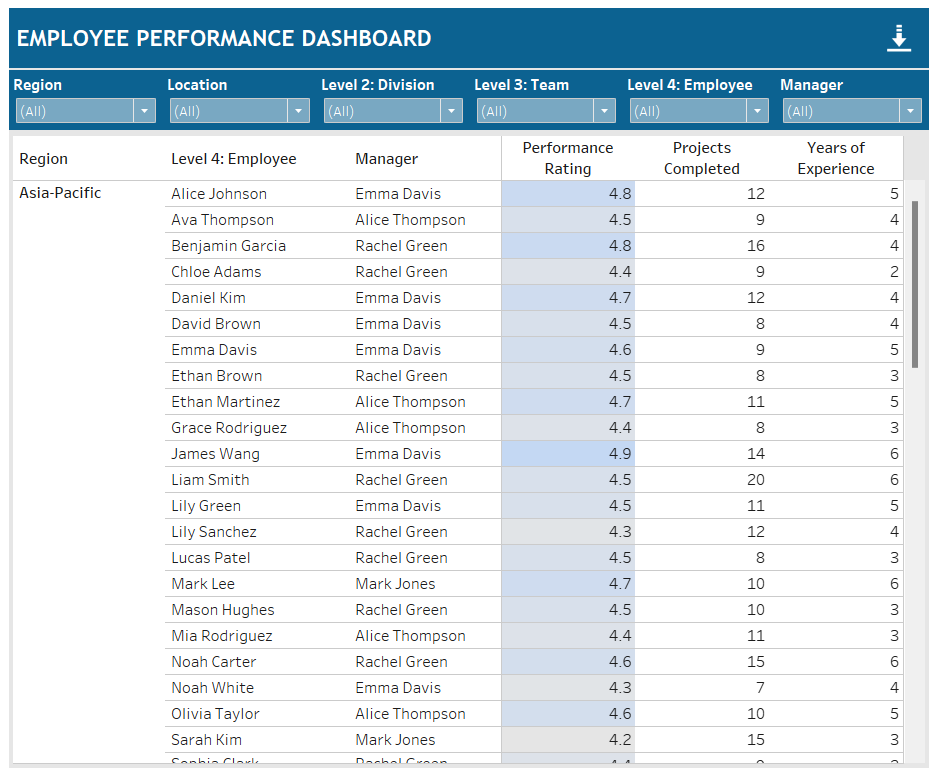 EMPLOYEE PERFORMANCE DASHBOARD
Region Location Level 2: Division Level 3: Team Level 4: Employee Manager
(All) (All) (All) (All) (All) (All)
Region Level 4: Employee Manager Performance Rating Projects Completed Years of Experience
Asia-Pacific Alice Johnson Emma Davis 4.8 12 5
Ava Thompson Alice Thompson 4.5 9 4
Benjamin Garcia Rachel Green 4.8 16 4
Chloe Adams Rachel Green 4.4 9 2
Daniel Kim Emma Davis 4.7 12 4
David Brown Emma Davis 4.5 8 4
Emma Davis Emma Davis 4.6 9 5
Ethan Brown Rachel Green 4.5 8 3
Ethan Martinez Alice Thompson 4.7 11 5
Grace Rodriguez Alice Thompson 4.4 8 3
James Wang Emma Davis 4.9 14 6
Liam Smith Rachel Green 4.5 20 6
Lily Green Emma Davis 4.5 11 5
Lily Sanchez Rachel Green 4.3 12 4
Lucas Patel Rachel Green 4.5 8 3
Mark Lee Mark Jones 4.7 10 6
Mason Hughes Rachel Green 4.5 10 3
Mia Rodriguez Alice Thompson 4.4 11 3
Noah Carter Rachel Green 4.6 15 6
Noah White Emma Davis 4.3 7 4
Olivia Taylor Alice Thompson 4.6 10 5
Sarah Kim Mark Jones 4.2 15 3
Sophia Clark Rachel Green